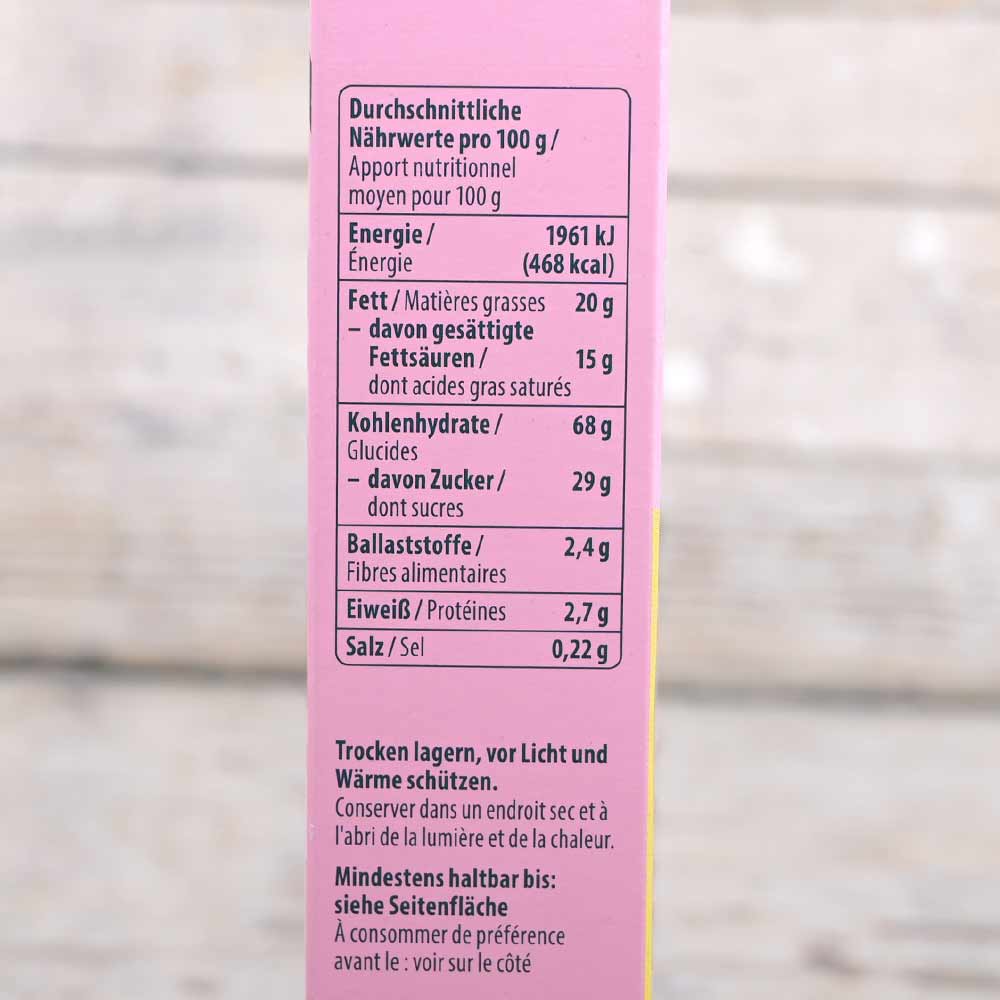 Durchschnittliche
Nährwerte pro 100 g /
Apport nutritionnel
moyen pour 100 g
Energie / 1961 kJ
Énergie (468 kcal)
Fett / Matières grasses 20 g
– davon gesättigte
Fettsäuren / 15 g
dont acides gras saturés
Kohlenhydrate / 68 g
Glucides
– davon Zucker / 29 g
dont sucres
Ballaststoffe / 2,4 g
Fibres alimentaires
Eiweiß / Protéines 2,7 g
Salz / Sel 0,22 g
Trocken lagern, vor Licht und
Wärme schützen.
Conserver dans un endroit sec et à
l'abri de la lumière et de la chaleur.
Mindestens haltbar bis:
siehe Seitenfläche
À consommer de préférence
avant le : voir sur le côté